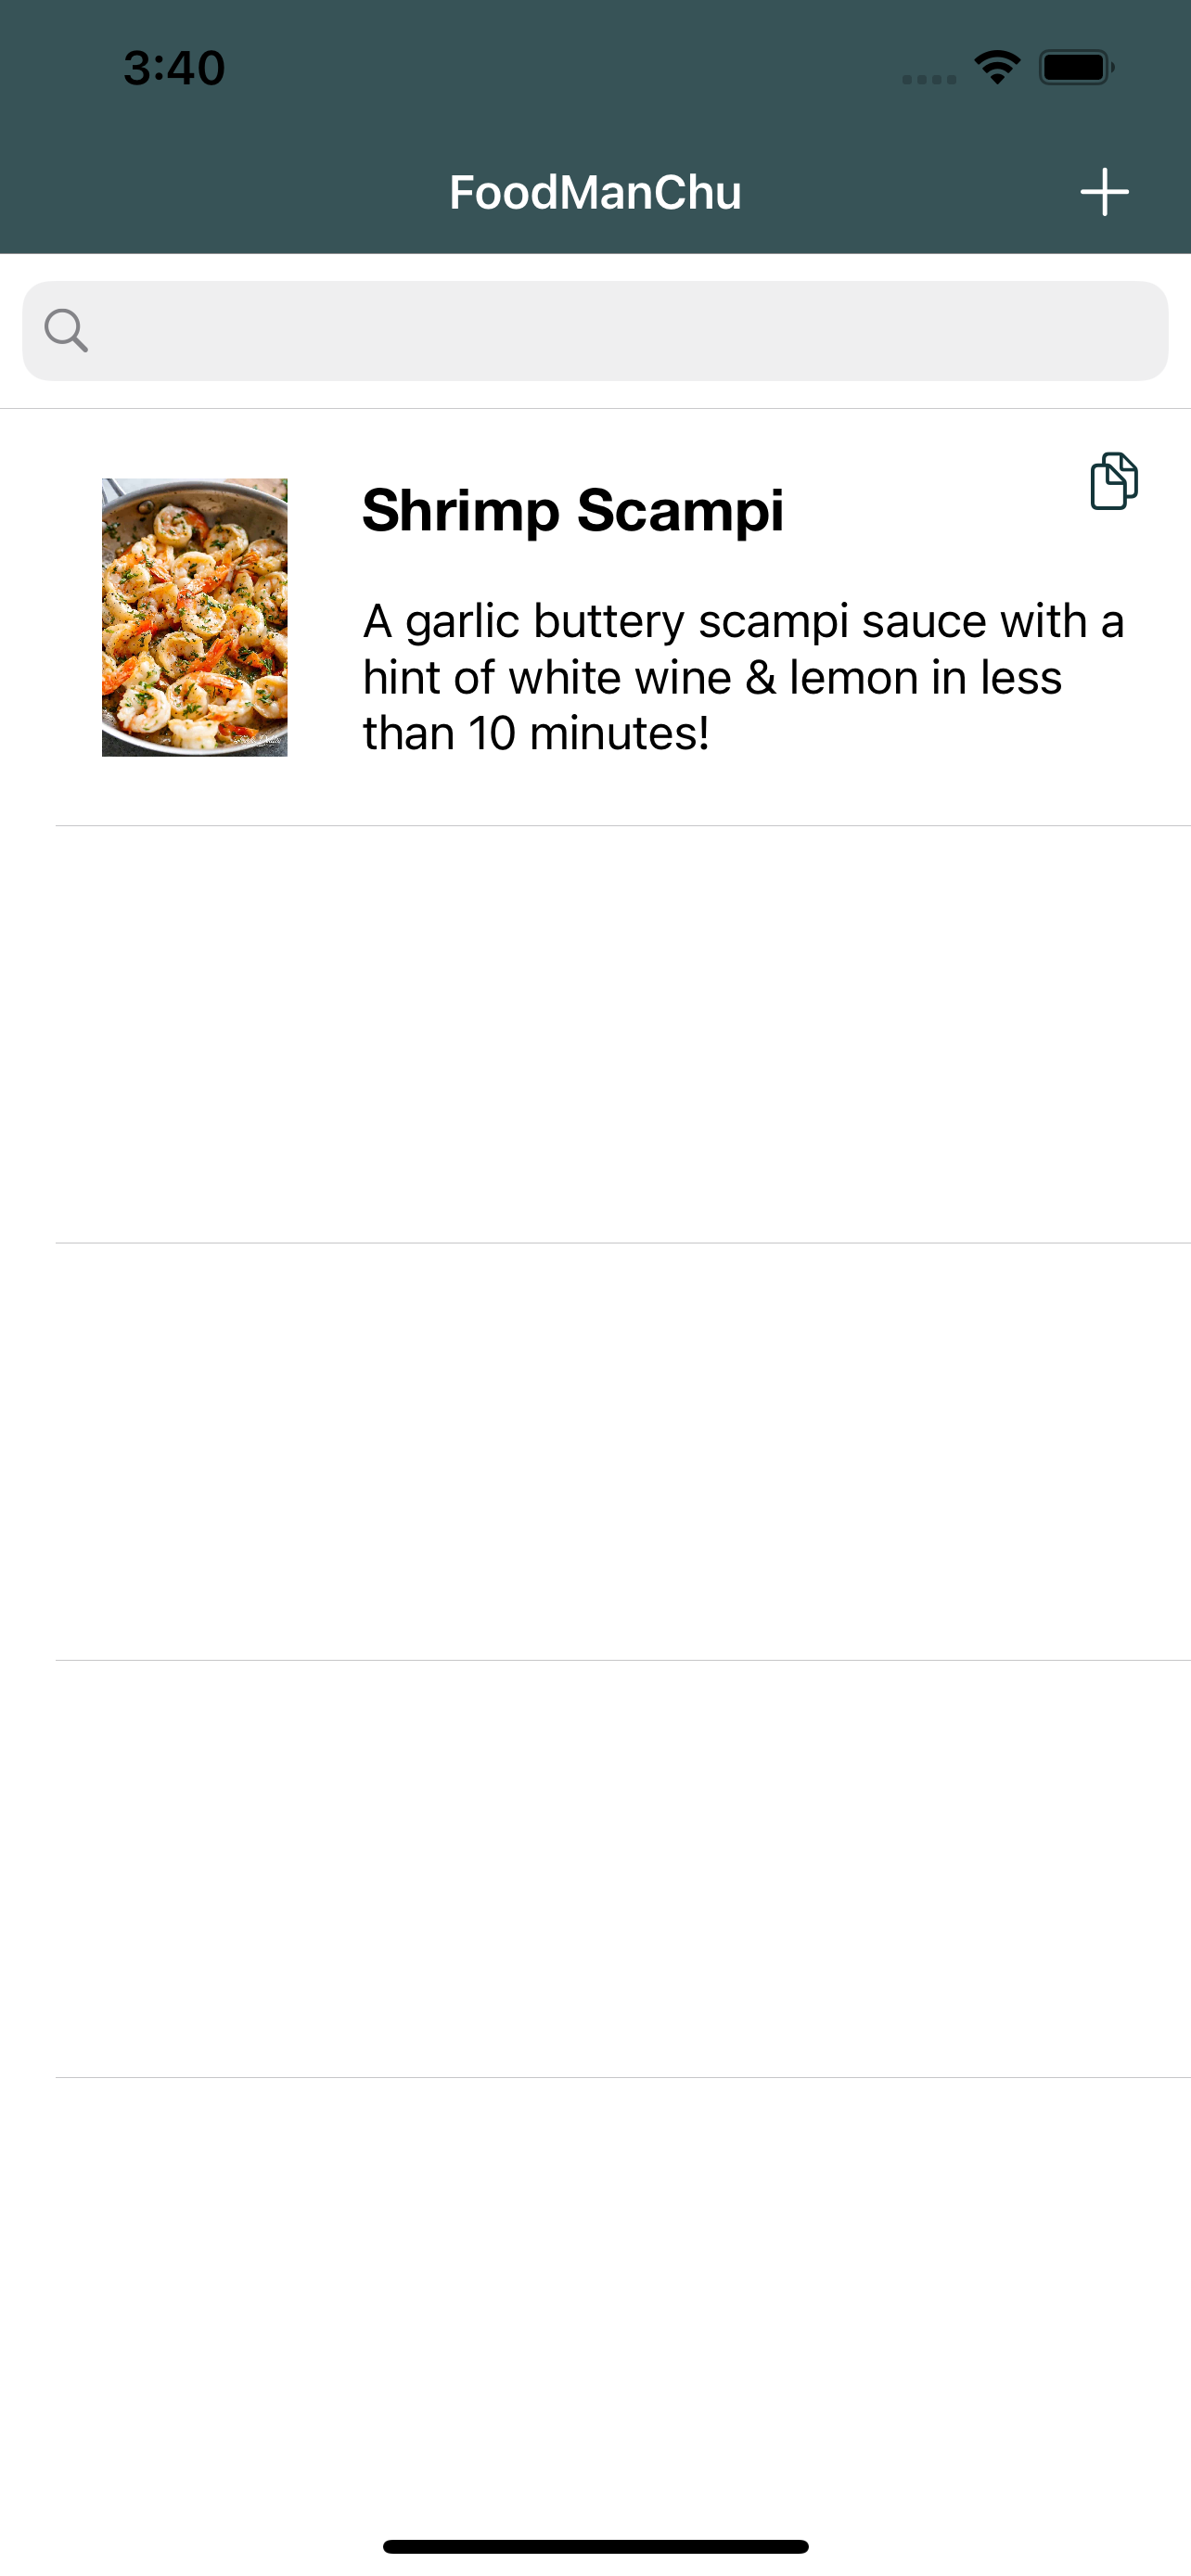 3:40
FoodManChu
Shrimp Scampi
A garlic buttery scampi sauce with a
hint of white wine & lemon in less
than 10 minutes!